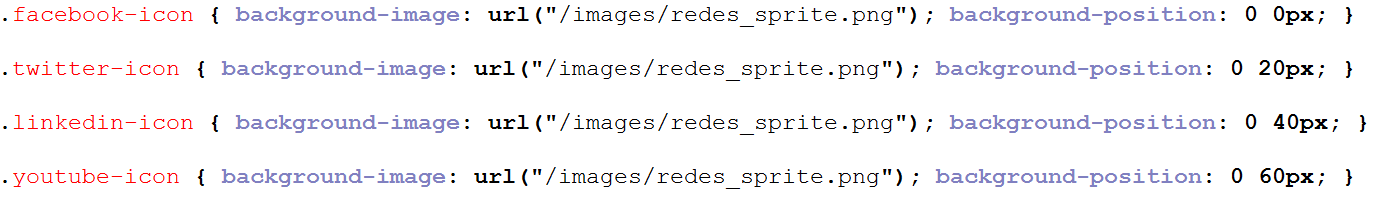 .facebook-icon { background-image: url("/images/redes_sprite.png"); background-position: 0 0px; }
.twitter-icon { background-image: url("/images/redes_sprite.png"); background-position: 0 20px; }
.linkedin-icon { background-image: url("/images/redes_sprite.png"); background-position: 0 40px; }
.youtube-icon { background-image: url("/images/redes_sprite.png"); background-position: 0 60px; }